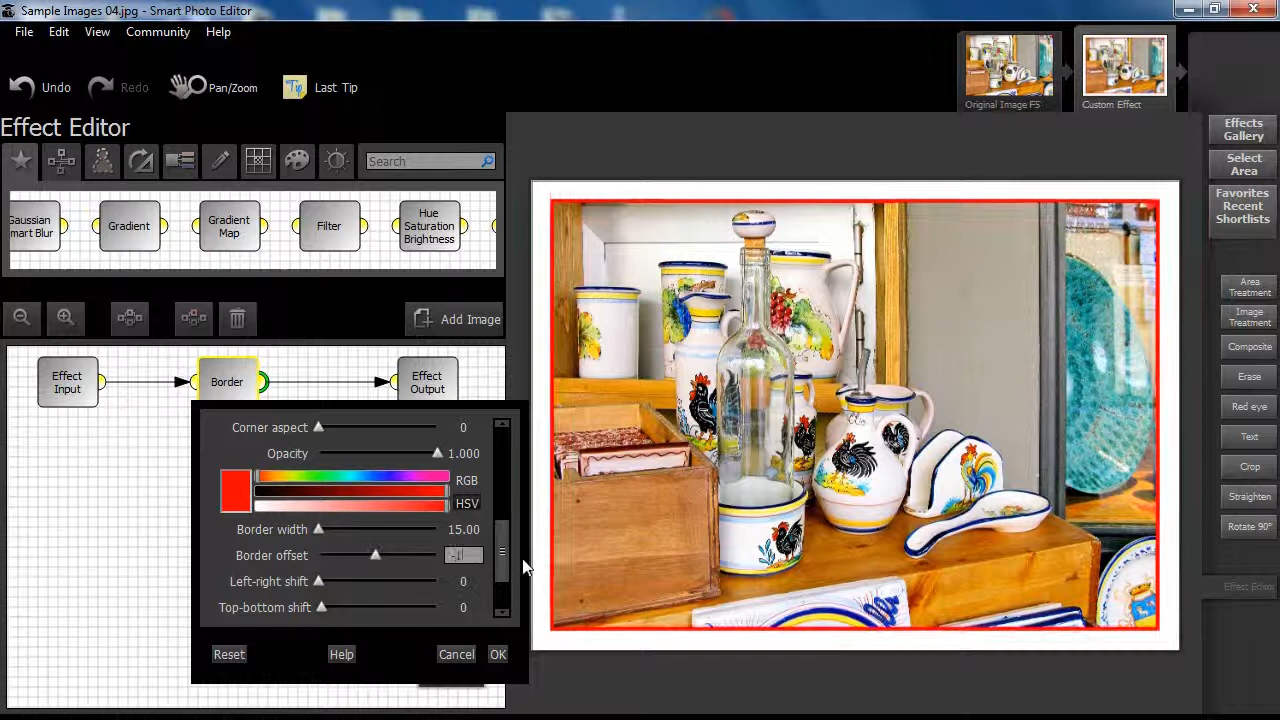 Sample Images 04.jpg - Smart Photo Editor
File Edit View Community Help
Undo Redo Pan/Zoom Tip Last Tip
Original Image F5
Custom Effect
Effect Editor
Search
Gaussian
Smart Blur
Gradient
Gradient
Map
Filter
Hue
Saturation
Brightness
Add Image
Effect
Input
Border
Effect
Output
Corner aspect 0
Opacity 1.000
RGB
HSV
Border width 15.00
Border offset
Left-right shift 0
Top-bottom shift 0
Reset Help Cancel OK
Effects
Gallery
Select
Area
Favorites
Recent
Shortlists
Area
Treatment
Image
Treatment
Composite
Erase
Red eye
Text
Crop
Straighten
Rotate 90°
Effect Editor